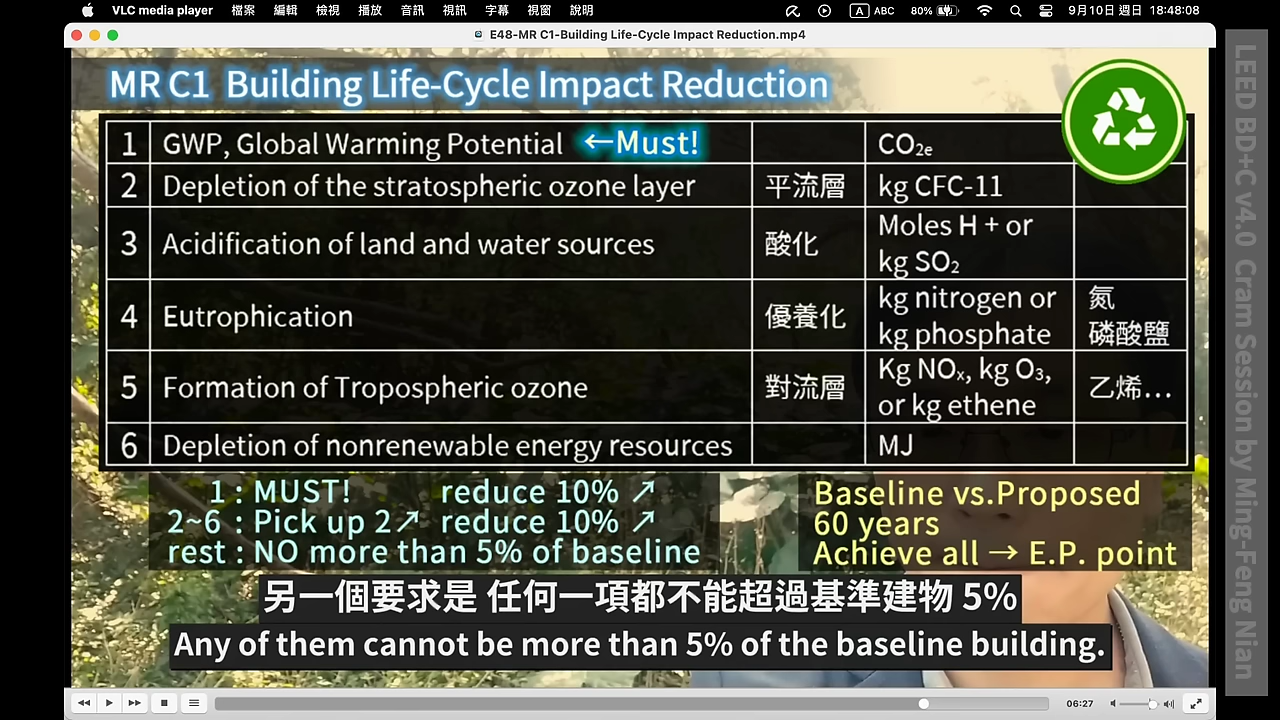 VLC media player 檔案 編輯 檢視 播放 音訊 視訊 字幕 視窗 說明 A ABC 80% 9月10日 週日 18:48:08
E48-MR C1-Building Life-Cycle Impact Reduction.mp4
MR C1 Building Life-Cycle Impact Reduction
1 GWP, Global Warming Potential ←Must! CO2e
2 Depletion of the stratospheric ozone layer 平流層 kg CFC-11
3 Acidification of land and water sources 酸化 Moles H + or
kg SO2
4 Eutrophication 優養化 kg nitrogen or 氮
kg phosphate 磷酸鹽
5 Formation of Tropospheric ozone 對流層 Kg NOx, kg O3, 乙烯...
or kg ethene
6 Depletion of nonrenewable energy resources MJ
1 : MUST! reduce 10% ↗
2~6 : Pick up 2↗ reduce 10% ↗
rest : NO more than 5% of baseline
Baseline vs.Proposed
60 years
Achieve all → E.P. point
另一個要求是 任何一項都不能超過基準建物 5%
Any of them cannot be more than 5% of the baseline building.
06:27
LEED BD+C v4.0 Cram Session by Ming-Feng Nian